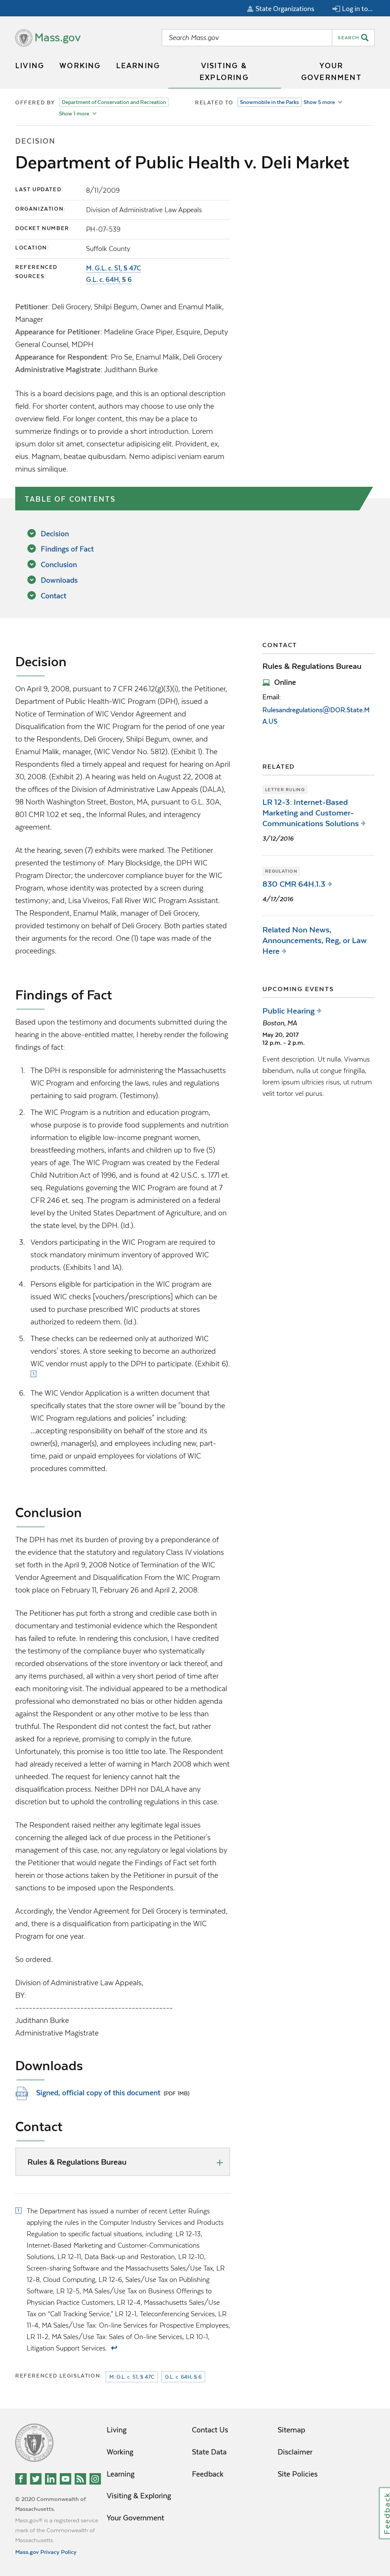 State Organizations
Log in to...
Mass.gov
Search Mass.gov
SEARCH
LIVING
WORKING
LEARNING
VISITING &
EXPLORING
YOUR
GOVERNMENT
OFFERED BY
Department of Conservation and Recreation
Show 1 more
RELATED TO
Snowmobile in the Parks
Show 5 more
DECISION
Department of Public Health v. Deli Market
LAST UPDATED:
8/11/2009
ORGANIZATION:
Division of Administrative Law Appeals
DOCKET NUMBER:
PH-07-539
LOCATION:
Suffolk County
REFERENCED
SOURCES:
M. G.L. c. 51, § 47C
G.L. c. 64H, § 6
Petitioner: Deli Grocery, Shilpi Begum, Owner and Enamul Malik,
Manager
Appearance for Petitioner: Madeline Grace Piper, Esquire, Deputy
General Counsel, MDPH
Appearance for Respondent: Pro Se, Enamul Malik, Deli Grocery
Administrative Magistrate: Judithann Burke
This is a board decisions page, and this is an optional description
field. For shorter content, authors may choose to use only the
overview field. For longer content, this may be a place to
summerize findings or to provide a short introduction. Lorem
ipsum dolor sit amet, consectetur adipisicing elit. Provident, ex,
eius. Magnam, beatae quibusdam. Nemo adipisci veniam earum
minus similique.
TABLE OF CONTENTS
Decision
Findings of Fact
Conclusion
Downloads
Contact
Decision
On April 9, 2008, pursuant to 7 CFR 246.12(g)(3)(i), the Petitioner,
Department of Public Health-WIC Program (DPH), issued a
Notice of Termination of WIC Vendor Agreement and
Disqualification from the WIC Program for the period of one year
to the Respondents, Deli Grocery, Shilpi Begum, owner, and
Enamul Malik, manager, (WIC Vendor No. 5812). (Exhibit 1). The
Respondents filed a timely appeal and request for hearing on April
30, 2008. (Exhibit 2). A hearing was held on August 22, 2008 at
the offices of the Division of Administrative Law Appeals (DALA),
98 North Washington Street, Boston, MA, pursuant to G.L. 30A,
801 CMR 1.02 et seq., the Informal Rules, and interagency
agreement.
At the hearing, seven (7) exhibits were marked. The Petitioner
presented the testimony of: Mary Blocksidge, the DPH WIC
Program Director; the undercover compliance buyer for the WIC
Program, whose identity was protected by a screen during
testimony; and, Lisa Viveiros, Fall River WIC Program Assistant.
The Respondent, Enamul Malik, manager of Deli Grocery,
provided testimony on behalf of Deli Grocery. Both parties stated
their arguments for the record. One (1) tape was made of the
proceedings.
Findings of Fact
Based upon the testimony and documents submitted during the
hearing in the above-entitled matter, I hereby render the following
findings of fact:
1. The DPH is responsible for administering the Massachusetts
WIC Program and enforcing the laws, rules and regulations
pertaining to said program. (Testimony).
2. The WIC Program is a nutrition and education program,
whose purpose is to provide food supplements and nutrition
information to eligible low-income pregnant women,
breastfeeding mothers, infants and children up to five (5)
years of age. The WIC Program was created by the Federal
Child Nutrition Act of 1996, and is found at 42 U.S.C. s. 1771 et.
seq. Regulations governing the WIC Program are found at 7
CFR 246 et. seq. The program is administered on a federal
level by the United States Department of Agriculture, and on
the state level, by the DPH. (Id.).
3. Vendors participating in the WIC Program are required to
stock mandatory minimum inventory of approved WIC
products. (Exhibits 1 and 1A).
4. Persons eligible for participation in the WIC program are
issued WIC checks [vouchers/prescriptions] which can be
used to purchase prescribed WIC products at stores
authorized to redeem them. (Id.).
5. These checks can be redeemed only at authorized WIC
vendors' stores. A store seeking to become an authorized
WIC vendor must apply to the DPH to participate. (Exhibit 6).
1
6. The WIC Vendor Application is a written document that
specifically states that the store owner will be "bound by the
WIC Program regulations and policies" including:
...accepting responsibility on behalf of the store and its
owner(s), manager(s), and employees including new, part-
time, paid or unpaid employees for violations of WIC
procedures committed.
Conclusion
The DPH has met its burden of proving by a preponderance of
the evidence that the statutory and regulatory Class IV violations
set forth in the April 9, 2008 Notice of Termination of the WIC
Vendor Agreement and Disqualification From the WIC Program
took place on February 11, February 26 and April 2, 2008.
The Petitioner has put forth a strong and credible case both in
documentary and testimonial evidence which the Respondent
has failed to refute. In rendering this conclusion, I have credited
the testimony of the compliance buyer who systematically
recorded observations of the store inventory or lack thereof, and
any items purchased, all within a very short period of time after
each monitoring visit. The individual appeared to be a methodical
professional who demonstrated no bias or other hidden agenda
against the Respondent or any other motive to be less than
truthful. The Respondent did not contest the fact, but rather
asked for a reprieve, promising to comply in the future.
Unfortunately, this promise is too little too late. The Respondent
had already received a letter of warning in March 2008 which went
unheeded. The request for leniency cannot halt the
disqualification process. Neither DPH nor DALA have any
discretion but to uphold the controlling regulations in this case.
The Respondent raised neither any legitimate legal issues
concerning the alleged lack of due process in the Petitioner's
management of this case, nor, any regulatory or legal violations by
the Petitioner that would negate the Findings of Fact set forth
herein or those actions taken by the Petitioner in pursuit of the
sanctions to be imposed upon the Respondents.
Accordingly, the Vendor Agreement for Deli Grocery is terminated,
and, there is a disqualification from participating in the WIC
Program for one year.
So ordered.
Division of Administrative Law Appeals,
BY:
----------------------------------------------
Judithann Burke
Administrative Magistrate
Downloads
Signed, official copy of this document (PDF 1MB)
Contact
Rules & Regulations Bureau
1 The Department has issued a number of recent Letter Rulings
applying the rules in the Computer Industry Services and Products
Regulation to specific factual situations, including: LR 12-13,
Internet-Based Marketing and Customer-Communications
Solutions, LR 12-11, Data Back-up and Restoration, LR 12-10,
Screen-sharing Software and the Massachusetts Sales/Use Tax, LR
12-8, Cloud Computing, LR 12-6, Sales/Use Tax on Publishing
Software, LR 12-5, MA Sales/Use Tax on Business Offerings to
Physician Practice Customers, LR 12-4, Massachusetts Sales/Use
Tax on "Call Tracking Service," LR 12-1, Teleconferencing Services, LR
11-4, MA Sales/Use Tax: On-line Services for Prospective Employees,
LR 11-2, MA Sales/Use Tax: Sales of On-line Services, LR 10-1,
Litigation Support Services.
REFERENCED LEGISLATION:
M. G.L. c. 51, § 47C
G.L. c. 64H, § 6
CONTACT
Rules & Regulations Bureau
Online
Email:
Rulesandregulations@DOR.State.M
A.US
RELATED
LETTER RULING
LR 12-3: Internet-Based
Marketing and Customer-
Communications Solutions
3/12/2016
REGULATION
830 CMR 64H.1.3
4/17/2016
Related Non News,
Announcements, Reg, or Law
Here
UPCOMING EVENTS
Public Hearing
Boston, MA
May 20, 2017
12 p.m. - 2 p.m.
Event description. Ut nulla. Vivamus
bibendum, nulla ut congue fringilla,
lorem ipsum ultricies risus, ut rutrum
velit tortor vel purus.
© 2020 Commonwealth of
Massachusetts.
Mass.gov® is a registered service
mark of the Commonwealth of
Massachusetts.
Mass.gov Privacy Policy
Living
Working
Learning
Visiting & Exploring
Your Government
Contact Us
State Data
Feedback
Sitemap
Disclaimer
Site Policies
Feedback